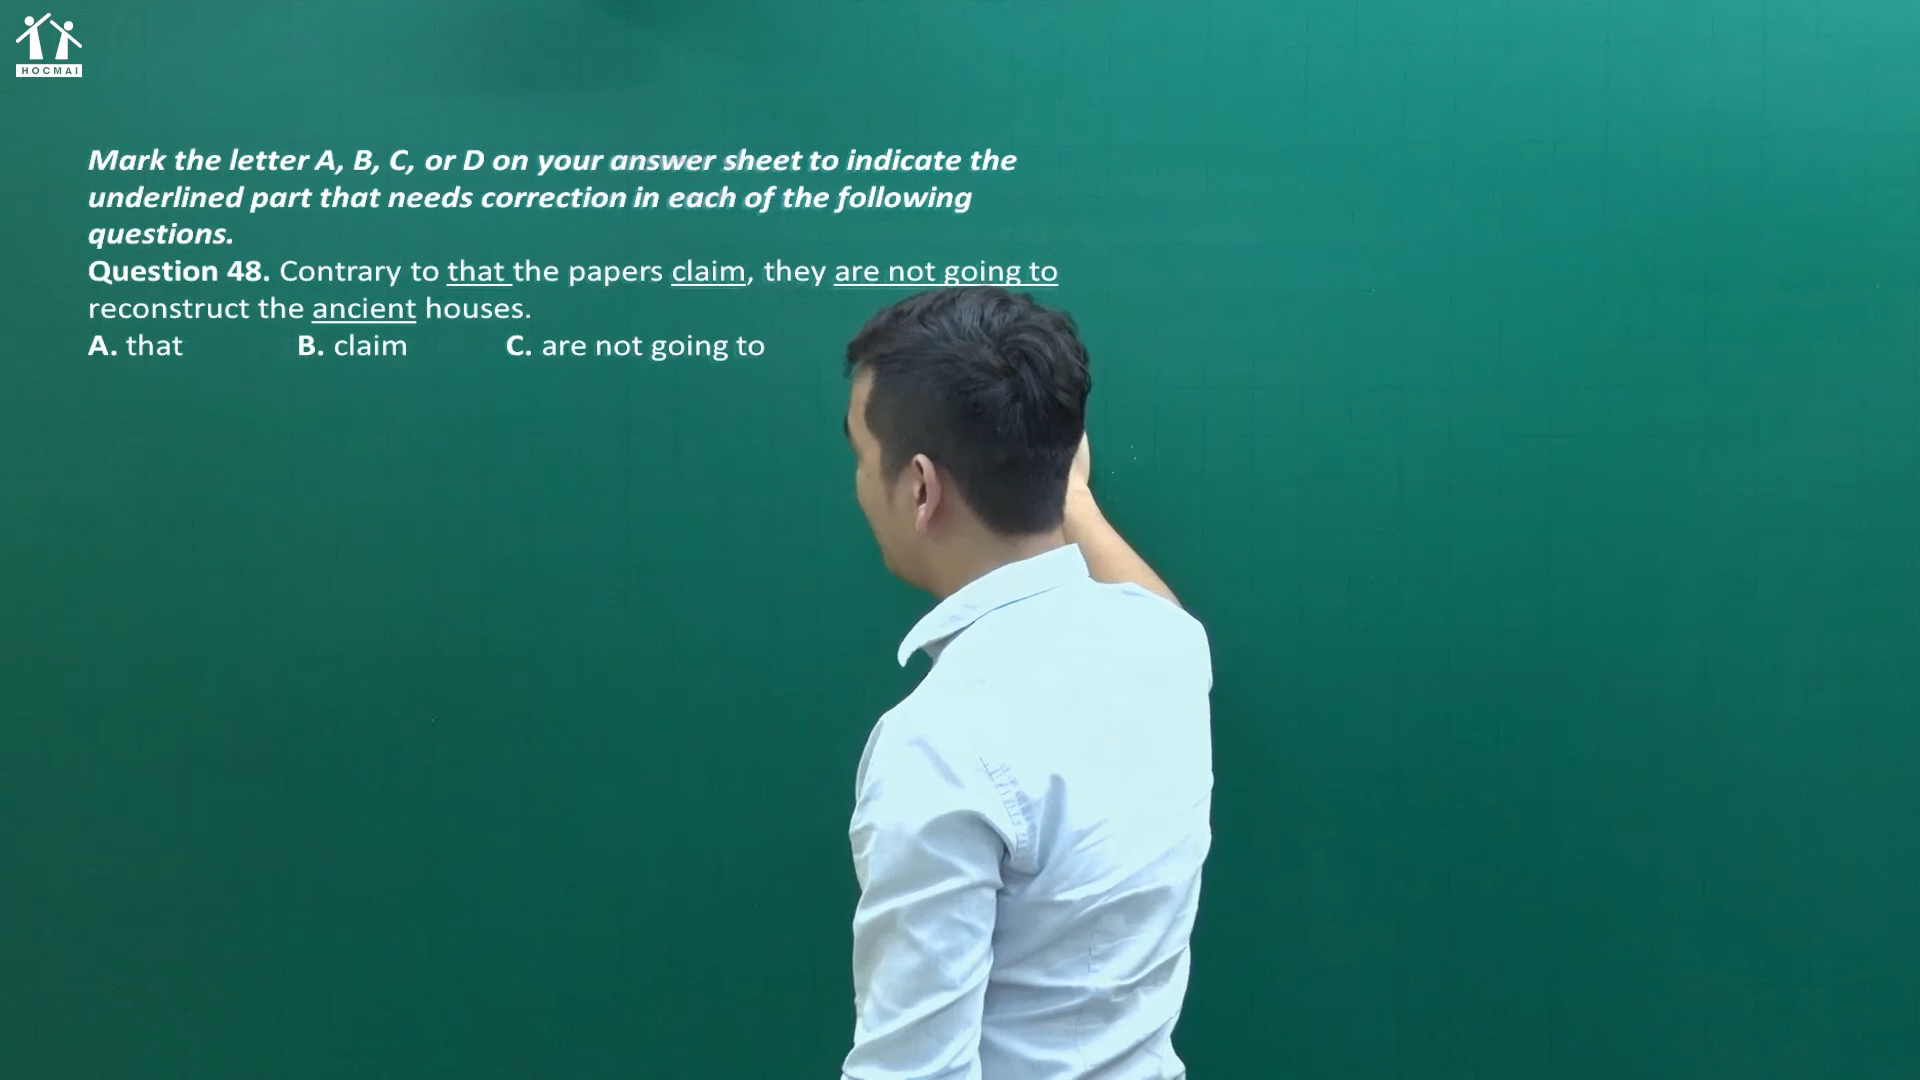 HOCMAI
Mark the letter A, B, C, or D on your answer sheet to indicate the
underlined part that needs correction in each of the following
questions.
Question 48. Contrary to that the papers claim, they are not going to
reconstruct the ancient houses.
A. that B. claim C. are not going to